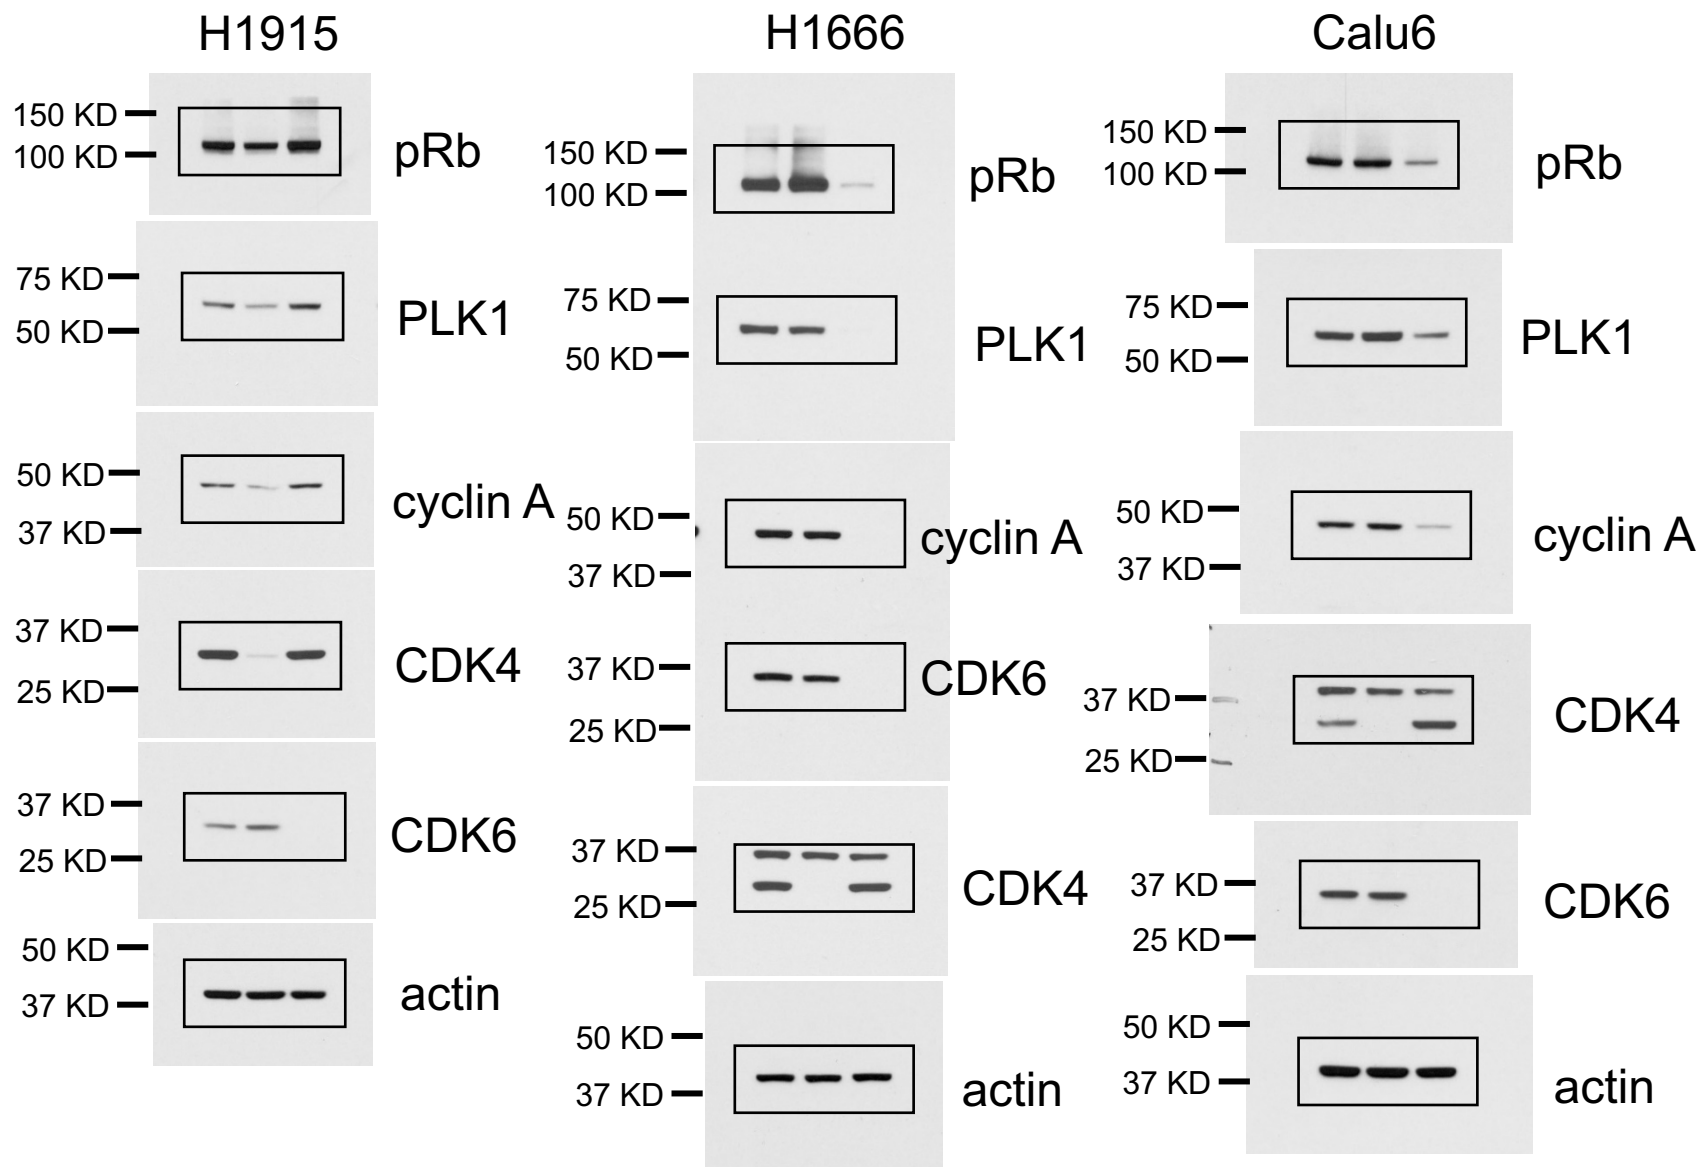 H1915
150 KD
100 KD
pRb
75 KD
50 KD
PLK1
50 KD
37 KD
cyclin A
37 KD
25 KD
CDK4
37 KD
25 KD
CDK6
50 KD
37 KD
actin
H1666
150 KD
100 KD
pRb
75 KD
50 KD
PLK1
50 KD
37 KD
cyclin A
37 KD
25 KD
CDK6
37 KD
25 KD
CDK4
50 KD
37 KD
actin
Calu6
150 KD
100 KD
pRb
75 KD
50 KD
PLK1
50 KD
37 KD
cyclin A
37 KD
25 KD
CDK4
37 KD
25 KD
CDK6
50 KD
37 KD
actin